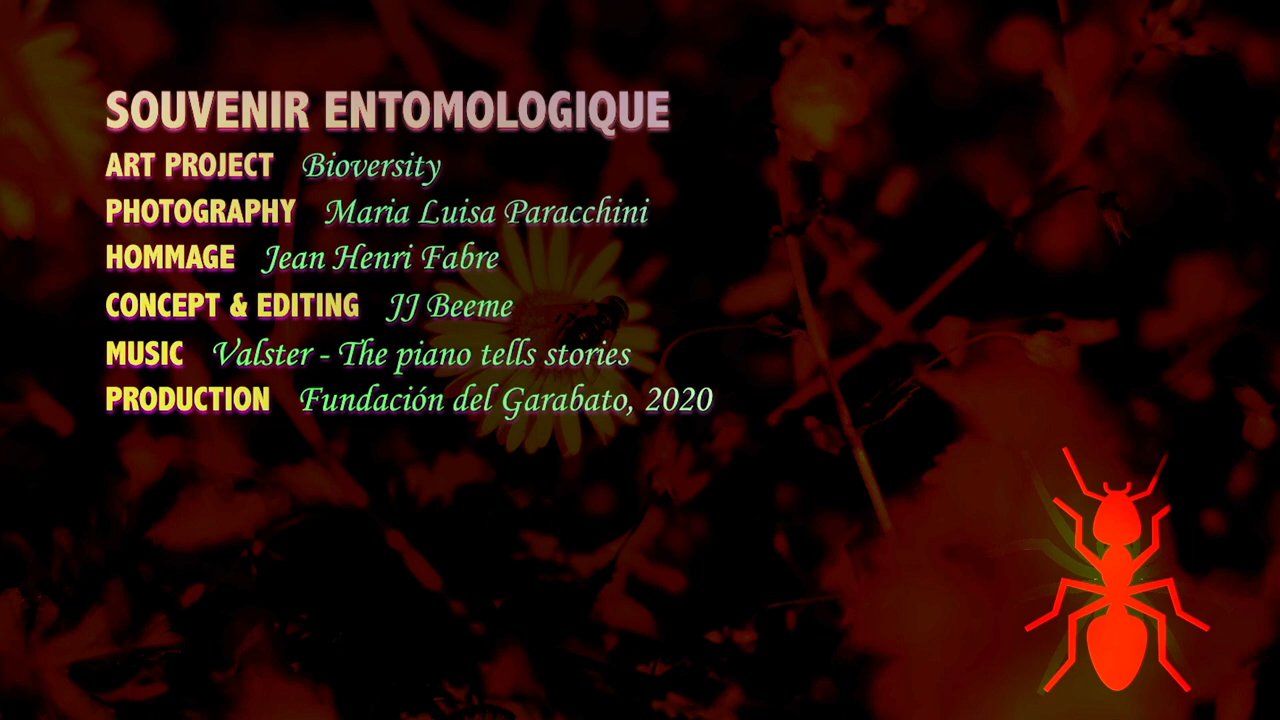 SOUVENIR ENTOMOLOGIQUE
ART PROJECT Bioversity
PHOTOGRAPHY Maria Luisa Paracchini
HOMMAGE Jean Henri Fabre
CONCEPT & EDITING JJ Beeme
MUSIC Valster - The piano tells stories
PRODUCTION Fundación del Garabato, 2020